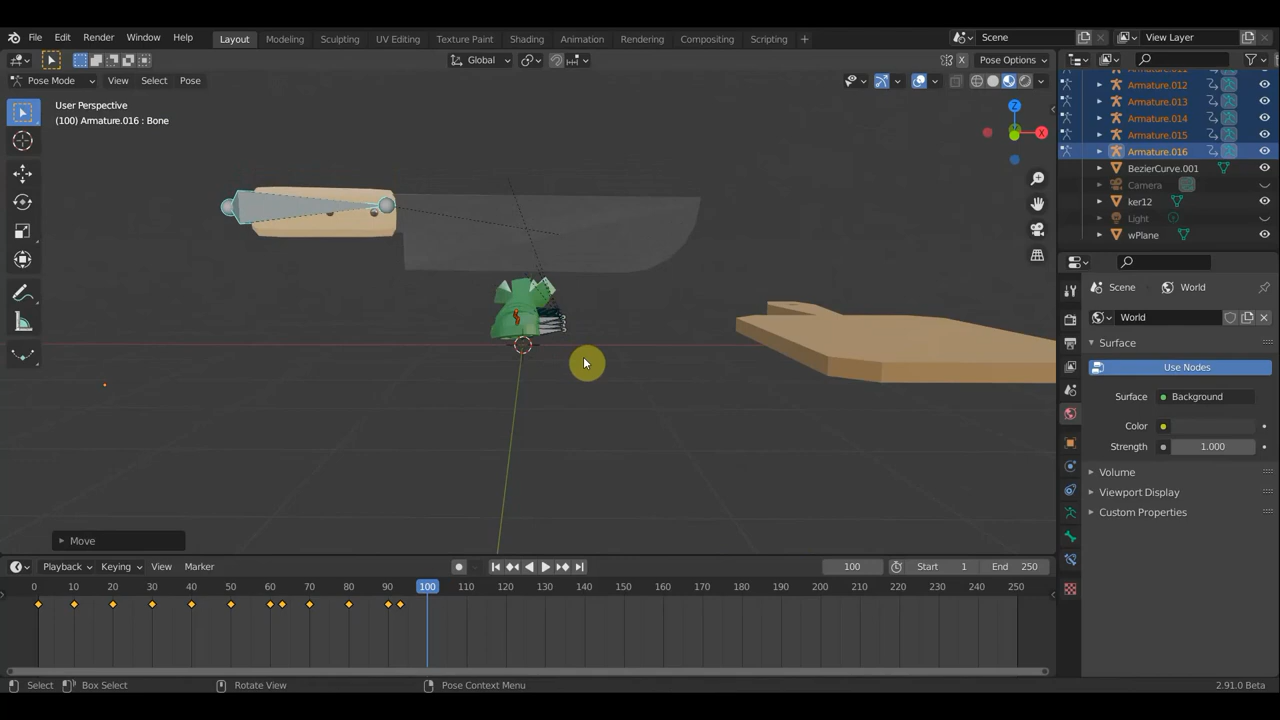 File Edit Render Window Help Layout Modeling Sculpting UV Editing Texture Paint Shading Animation Rendering Compositing Scripting + Scene View Layer
Global Pose Options
Pose Mode View Select Pose
User Perspective
(100) Armature.016 : Bone
Z
X
Armature.012
Armature.013
Armature.014
Armature.015
Armature.016
BezierCurve.001
Camera
ker12
Light
wPlane
Scene World
World
Surface
Use Nodes
Surface Background
Color
Strength 1.000
Volume
Viewport Display
Custom Properties
Move
Playback Keying View Marker 100 Start 1 End 250
0 10 20 30 40 50 60 70 80 90 100 110 120 130 140 150 160 170 180 190 200 210 220 230 240 250
Select Box Select Rotate View Pose Context Menu 2.91.0 Beta